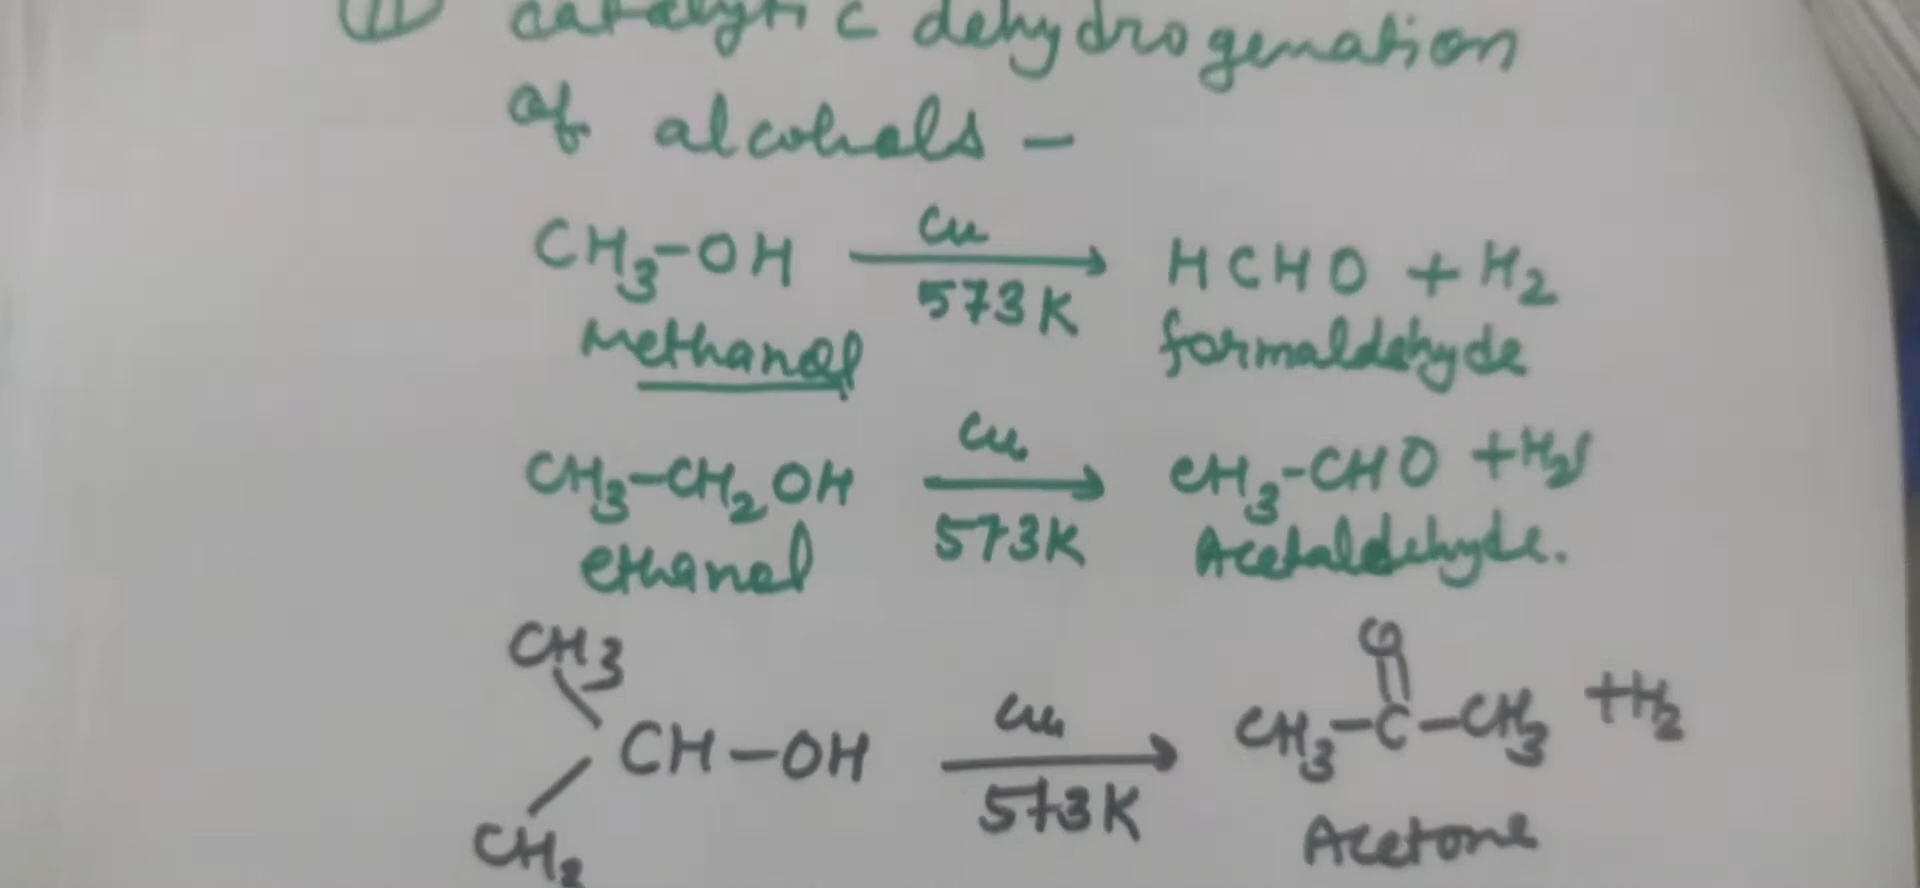 (II) catalytic dehydrogenation
of alcohols -
CH3-OH Cu 573K → HCHO + H2
Methanol formaldehyde
CH3-CH2OH Cu 573K → CH3-CHO + H2
ethanol Acetaldehyde.
CH3
O
CH-OH Cu 573K → CH3-C-CH3 + H2
CH3 Acetone